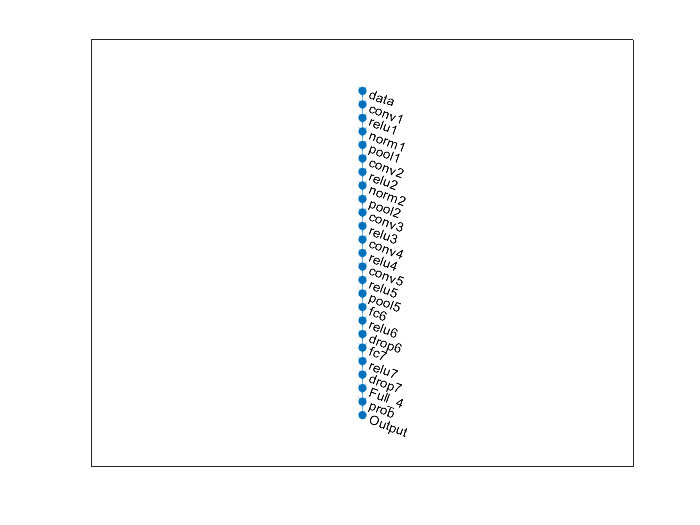 data
conv1
relu1
norm1
pool1
conv2
relu2
norm2
pool2
conv3
relu3
conv4
relu4
conv5
relu5
pool5
fc6
relu6
drop6
fc7
relu7
drop7
Full_4
prob
Output